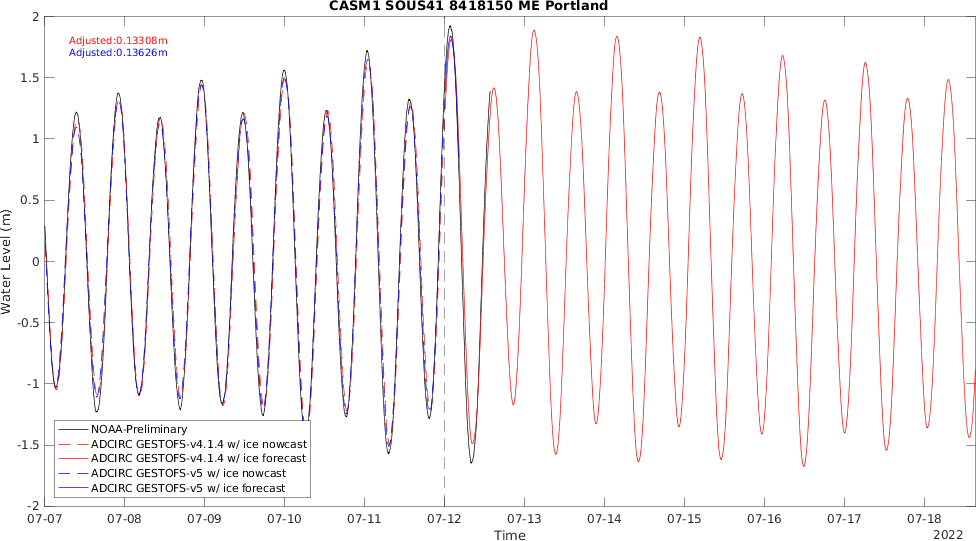 CASM1 SOUS41 8418150 ME Portland
Adjusted:0.13308m
Adjusted:0.13626m
2
1.5
1
0.5
0
-0.5
-1
-1.5
-2
Water Level (m)
NOAA-Preliminary
ADCIRC GESTOFS-v4.1.4 w/ ice nowcast
ADCIRC GESTOFS-v4.1.4 w/ ice forecast
ADCIRC GESTOFS-v5 w/ ice nowcast
ADCIRC GESTOFS-v5 w/ ice forecast
07-07 07-08 07-09 07-10 07-11 07-12 07-13 07-14 07-15 07-16 07-17 07-18
Time
2022